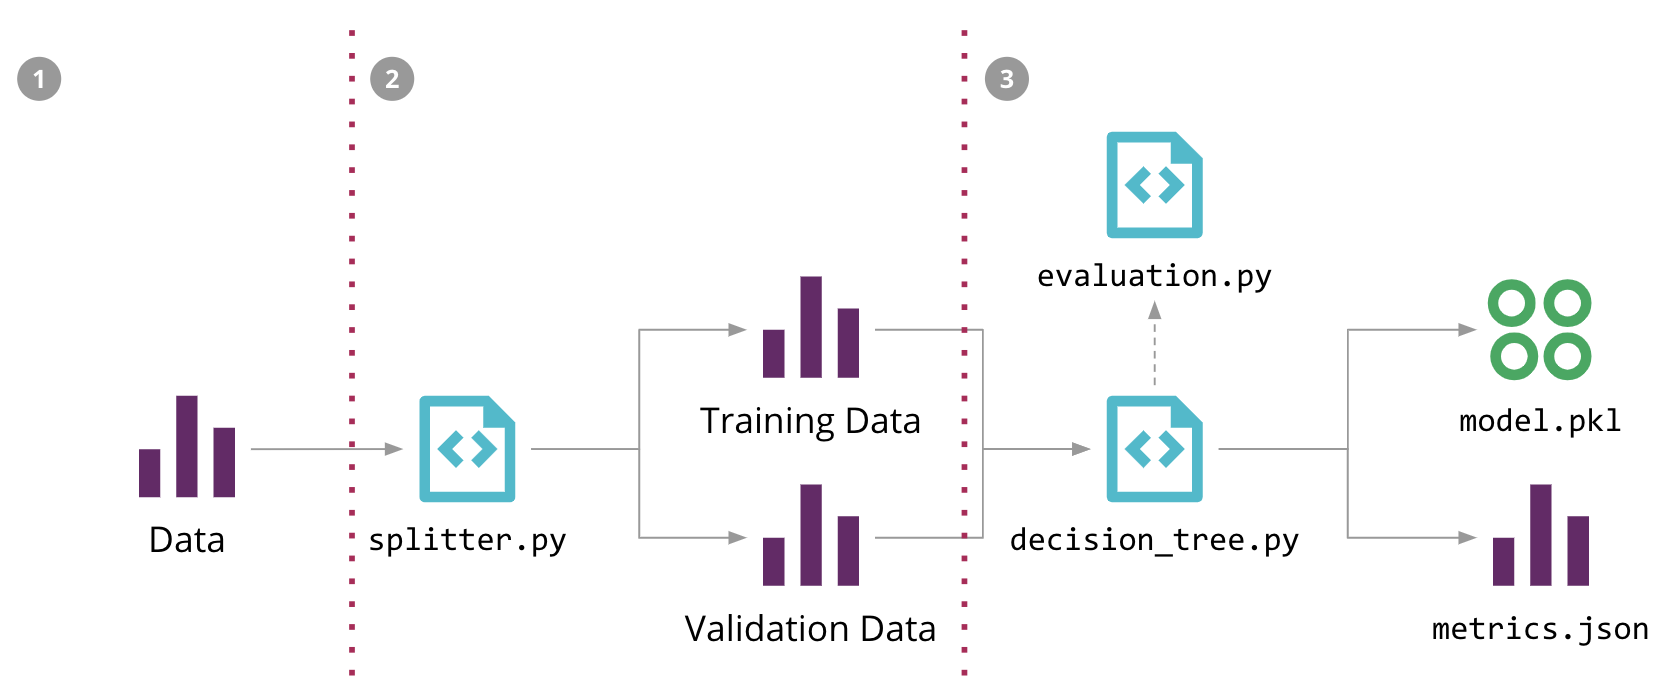 1
2
3
evaluation.py
Training Data
model.pkl
Data
splitter.py
decision_tree.py
Validation Data
metrics.json